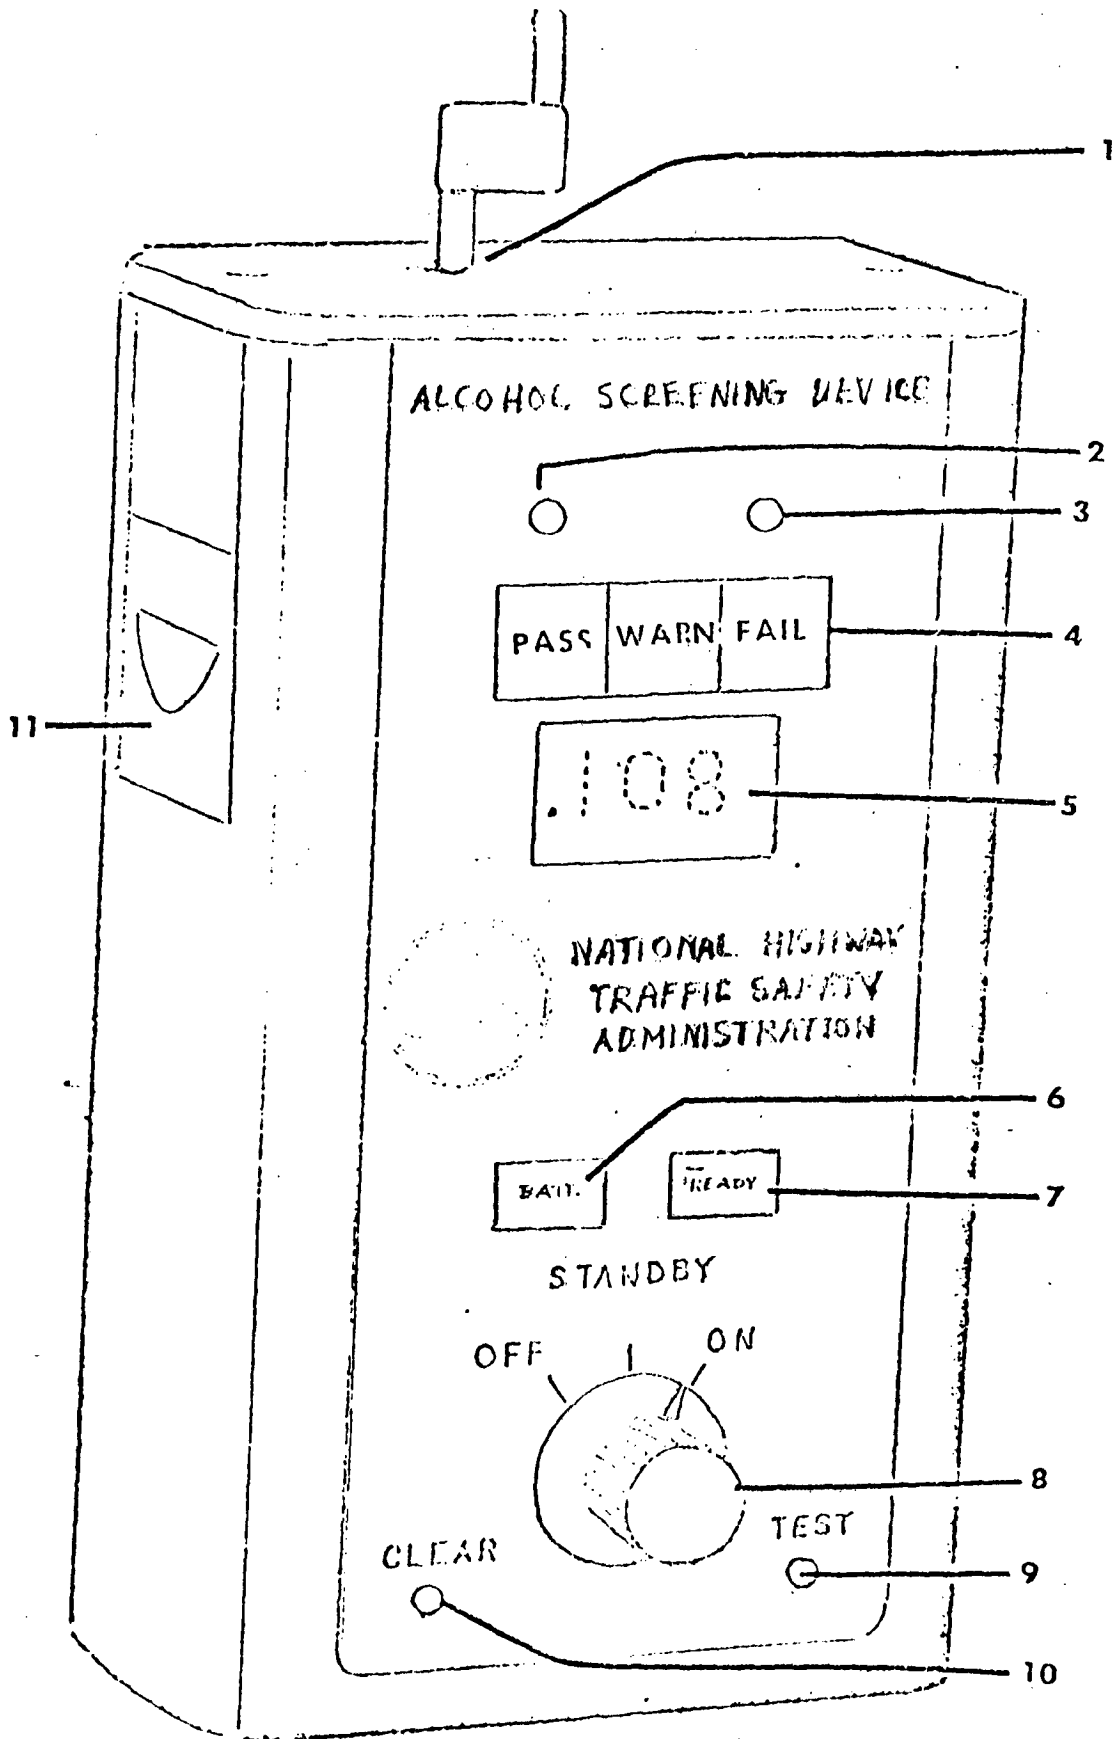 1
ALCOHOL SCREENING DEVICE
2
3
PASS WARN FAIL
4
11
.108
5
NATIONAL HIGHWAY
TRAFFIC SAFETY
ADMINISTRATION
6
BATT. READY
7
STANDBY
OFF ON
8
TEST
CLEAR
9
10